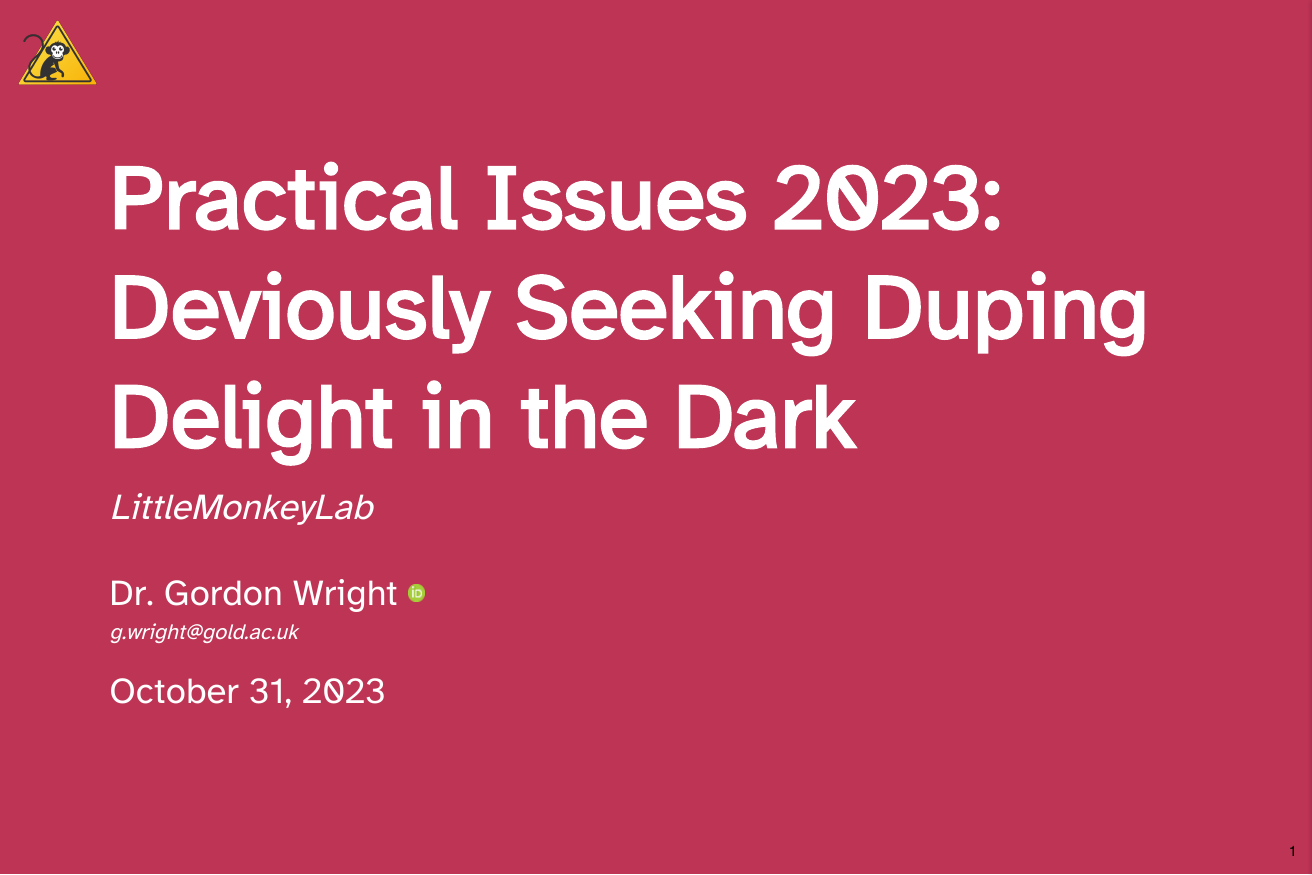 Practical Issues 2023:
Deviously Seeking Duping
Delight in the Dark
LittleMonkeyLab
Dr. Gordon Wright iD
g.wright@gold.ac.uk
October 31, 2023
1